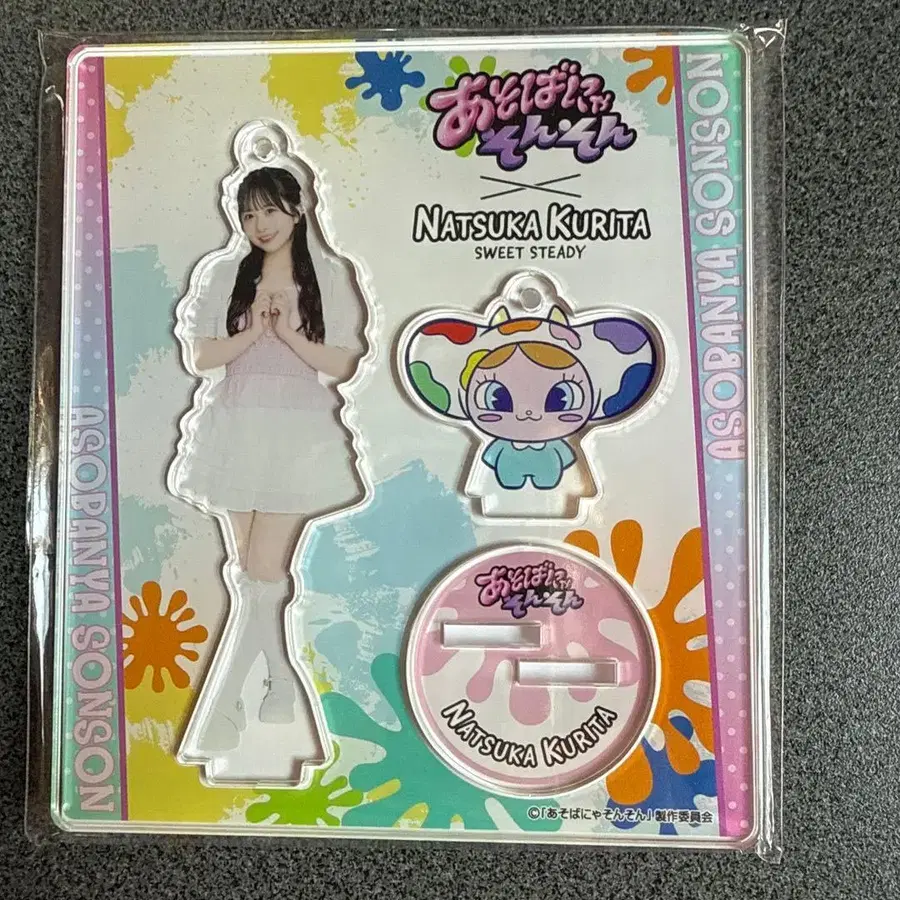 あそばにゃ
そんそん
×
NATSUKA KURITA
SWEET STEADY
ASOBANYA SONSON
ASOBANYA SONSON
あそばにゃ
そんそん
NATSUKA KURITA
©「あそばにゃそんそん」製作委員会